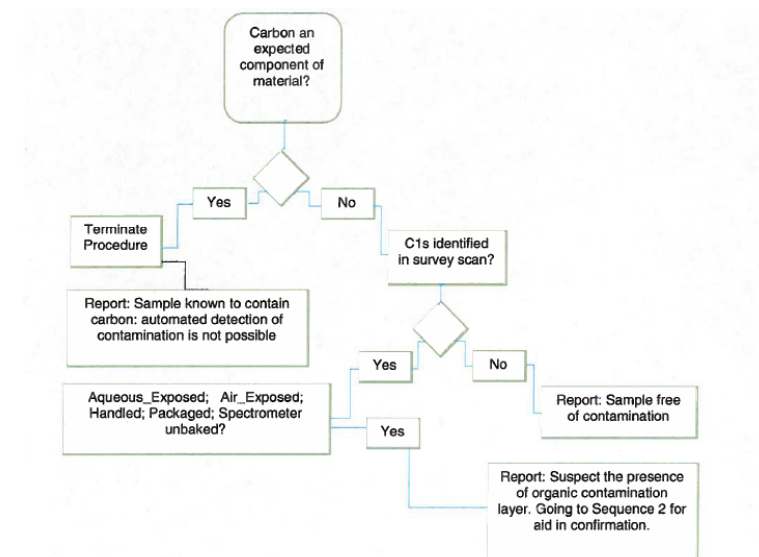 Carbon an
expected
component of
material?
Yes
No
Terminate
Procedure
C1s identified
in survey scan?
Report: Sample known to contain
carbon: automated detection of
contamination is not possible
Yes
No
Aqueous_Exposed; Air_Exposed;
Handled; Packaged; Spectrometer
unbaked?
Report: Sample free
of contamination
Yes
Report: Suspect the presence
of organic contamination
layer. Going to Sequence 2 for
aid in confirmation.